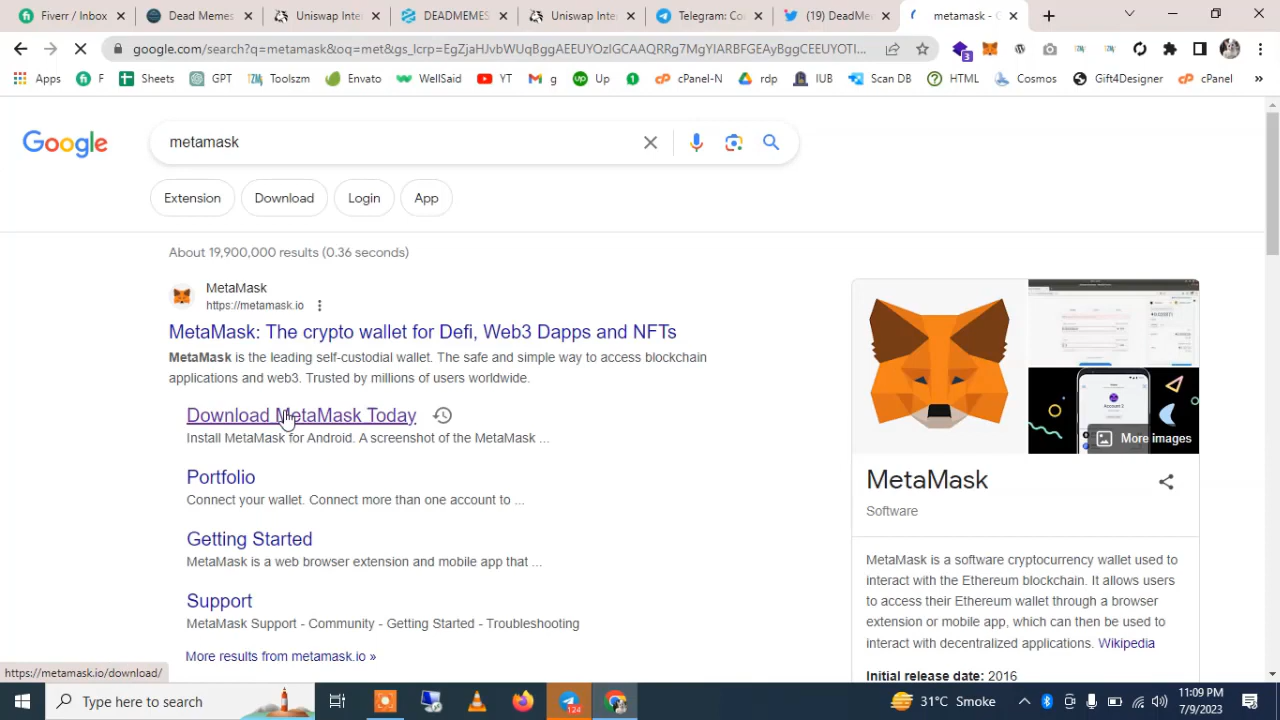 Fiverr / Inbox
Dead Memes
Uniswap Inter
DEADMEMES
Uniswap Inte
Telegram: Co
(19) DeadMe
metamask - G
google.com/search?q=metamask&oq=met&gs_lcrp=EgZjaHJvbWUqBggAEEUYOzIGCAAQRRg7MgYIARBFGEAyBggCEEUYOTI...
3
Apps
F
Sheets
GPT
Toolszm
Envato
WellSam
YT
g
Up
1
cPanel-N
rdp
IUB
Scan DB
HTML
Cosmos
Gift4Designer
cPanel
»
Google
metamask
Extension
Download
Login
App
About 19,900,000 results (0.36 seconds)
MetaMask
https://metamask.io
MetaMask: The crypto wallet for Defi, Web3 Dapps and NFTs
MetaMask is the leading self-custodial wallet. The safe and simple way to access blockchain
applications and web3. Trusted by millions of users worldwide.
Download MetaMask Today
Install MetaMask for Android. A screenshot of the MetaMask ...
Portfolio
Connect your wallet. Connect more than one account to ...
Getting Started
MetaMask is a web browser extension and mobile app that ...
Support
MetaMask Support - Community - Getting Started - Troubleshooting
More results from metamask.io »
More images
MetaMask
Software
MetaMask is a software cryptocurrency wallet used to
interact with the Ethereum blockchain. It allows users
to access their Ethereum wallet through a browser
extension or mobile app, which can then be used to
interact with decentralized applications. Wikipedia
Initial release date: 2016
https://metamask.io/download/
Type here to search
124
31°C Smoke
11:09 PM
7/9/2023